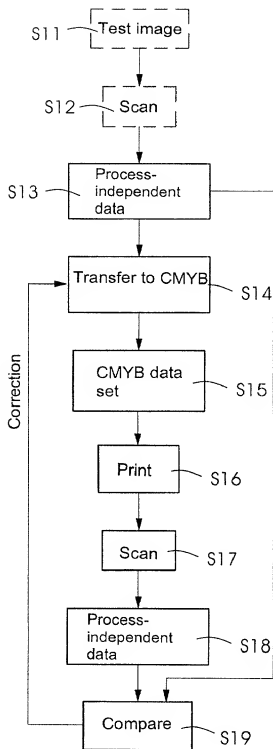 S11
Test image
S12
Scan
S13
Process-
independent
data
Transfer to CMYB
S14
CMYB data
set
S15
Correction
Print
S16
Scan
S17
Process-
independent
data
S18
Compare
S19